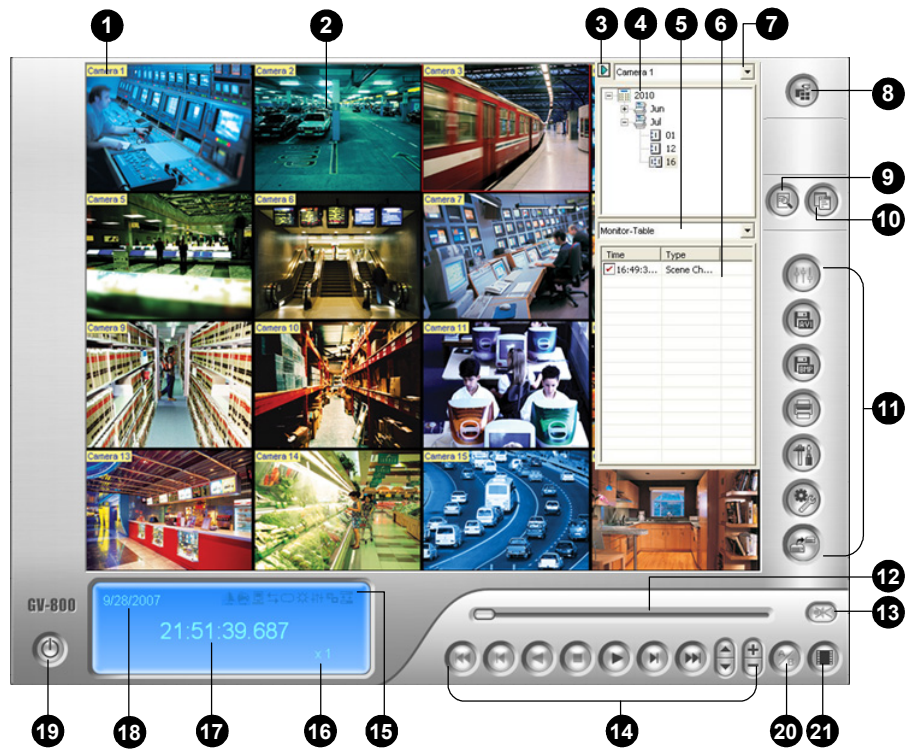 1 2 3 4 5 6 7
Camera 1 Camera 2 Camera 3 Camera 1
8
2010
Jun
Jul
01
12
16
9
10
Camera 5 Camera 6 Camera 7
Monitor-Table
Time Type
16:49:3... Scene Ch...
AVI
BMP
11
Camera 9 Camera 10 Camera 11
Camera 13 Camera 14 Camera 15
12
GV-800
9/28/2007
21:51:39.687
x 1
13
19 18 17 16 15 14 20 21